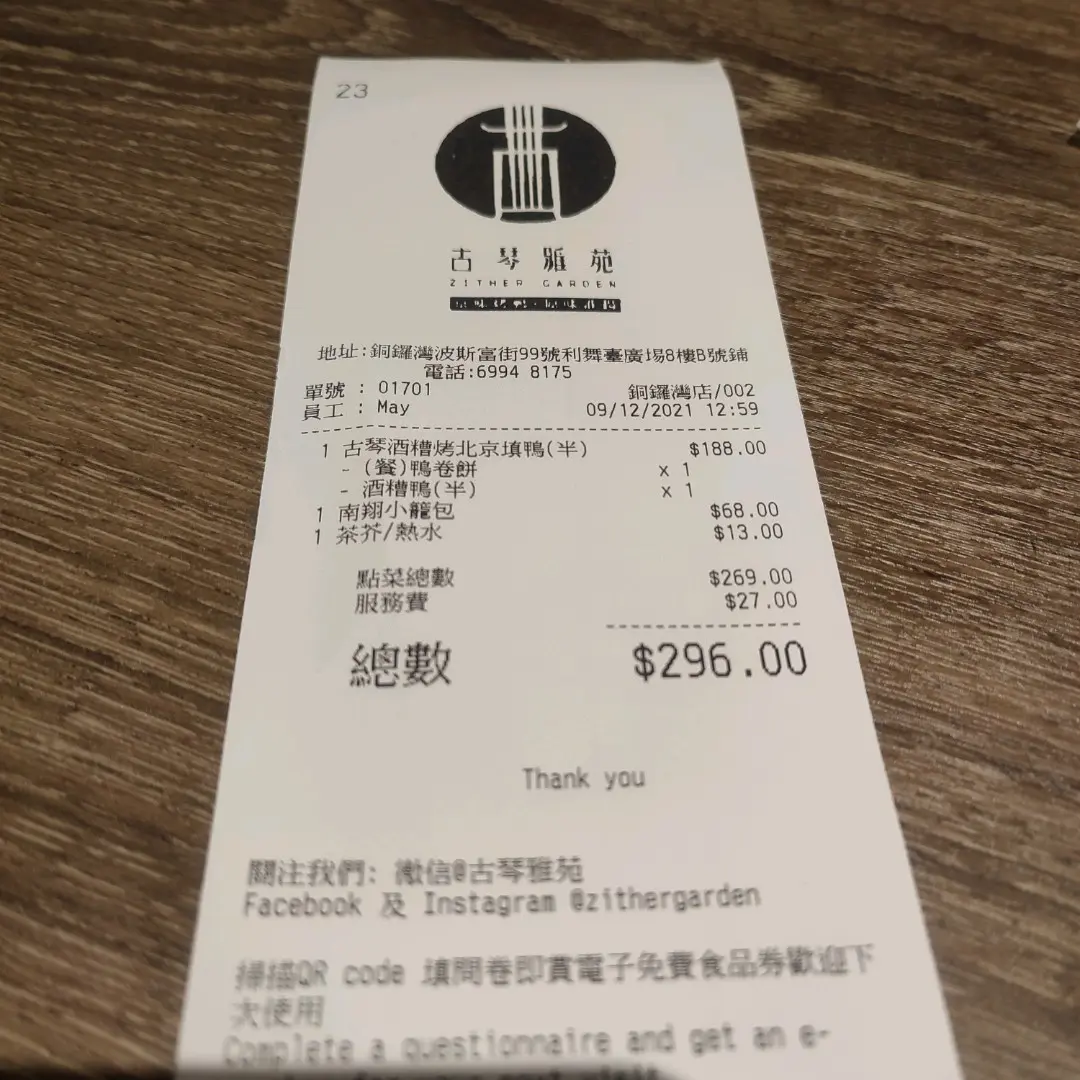 23
古琴雅苑
ZITHER GARDEN
地址:銅鑼灣波斯富街99號利舞臺廣場8樓B號鋪
電話:6994 8175
單號 : 01701 銅鑼灣店/002
員工 : May 09/12/2021 12:59
1 古琴酒糟烤北京填鴨(半) $188.00
- (餐)鴨卷餅 x 1
- 酒糟鴨(半) x 1
1 南翔小籠包 $68.00
1 茶芥/熱水 $13.00
點菜總數 $269.00
服務費 $27.00
總數 $296.00
Thank you
關注我們: 微信@古琴雅苑
Facebook 及 Instagram @zithergarden
掃描QR code 填問卷即賞電子免費食品券歡迎下
次使用
Complete a questionnaire and get an e-